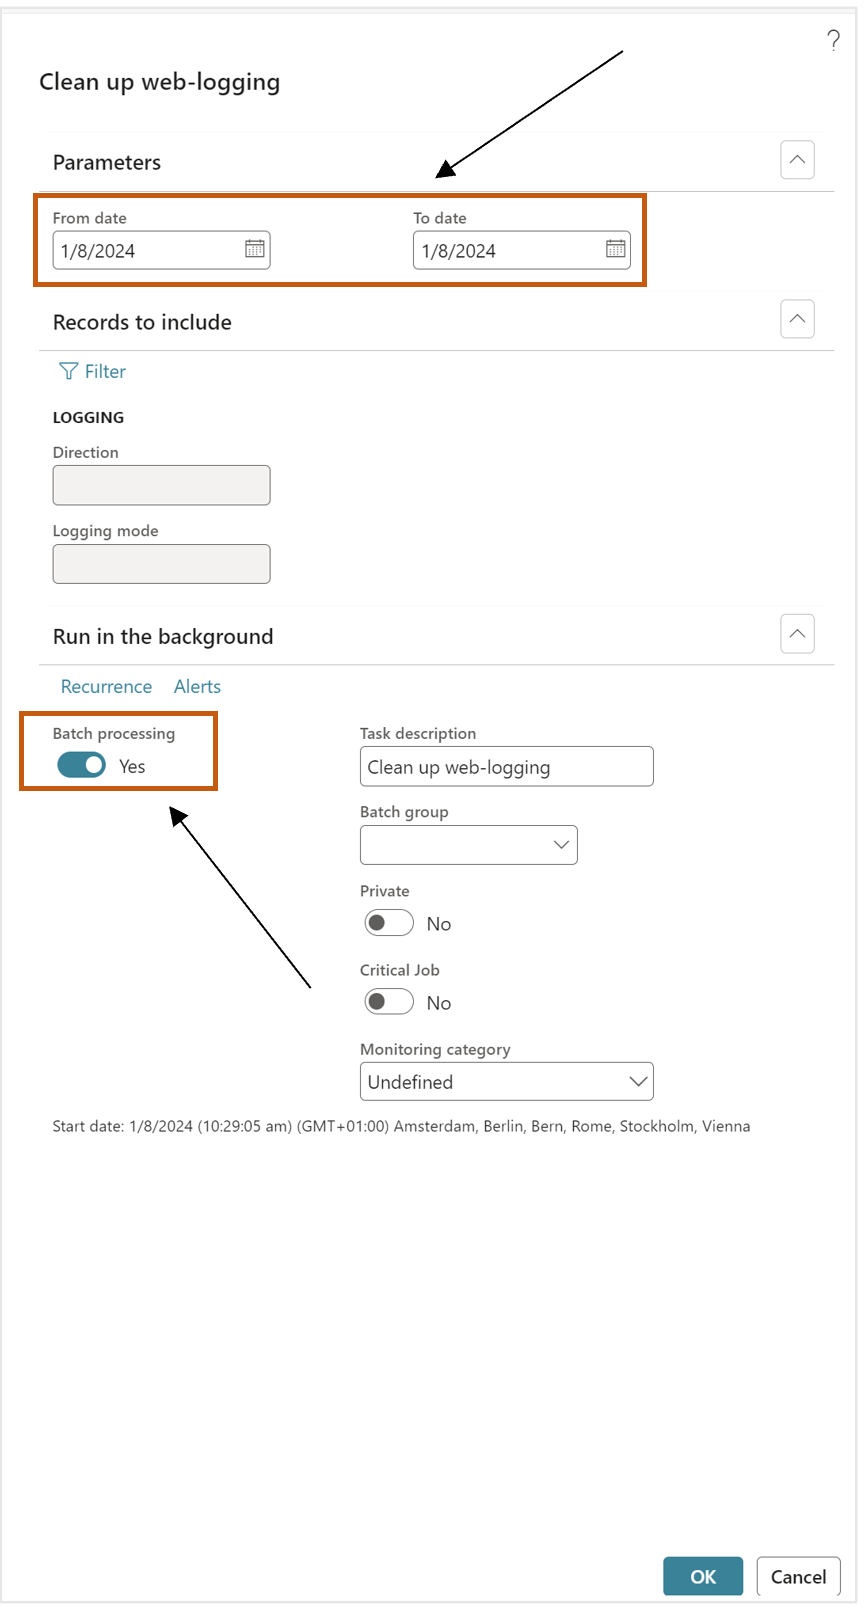 ?
Clean up web-logging
Parameters
From date
To date
1/8/2024
1/8/2024
Records to include
Filter
LOGGING
Direction
Logging mode
Run in the background
Recurrence Alerts
Batch processing
Yes
Task description
Clean up web-logging
Batch group
Private
No
Critical Job
No
Monitoring category
Undefined
Start date: 1/8/2024 (10:29:05 am) (GMT+01:00) Amsterdam, Berlin, Bern, Rome, Stockholm, Vienna
OK Cancel